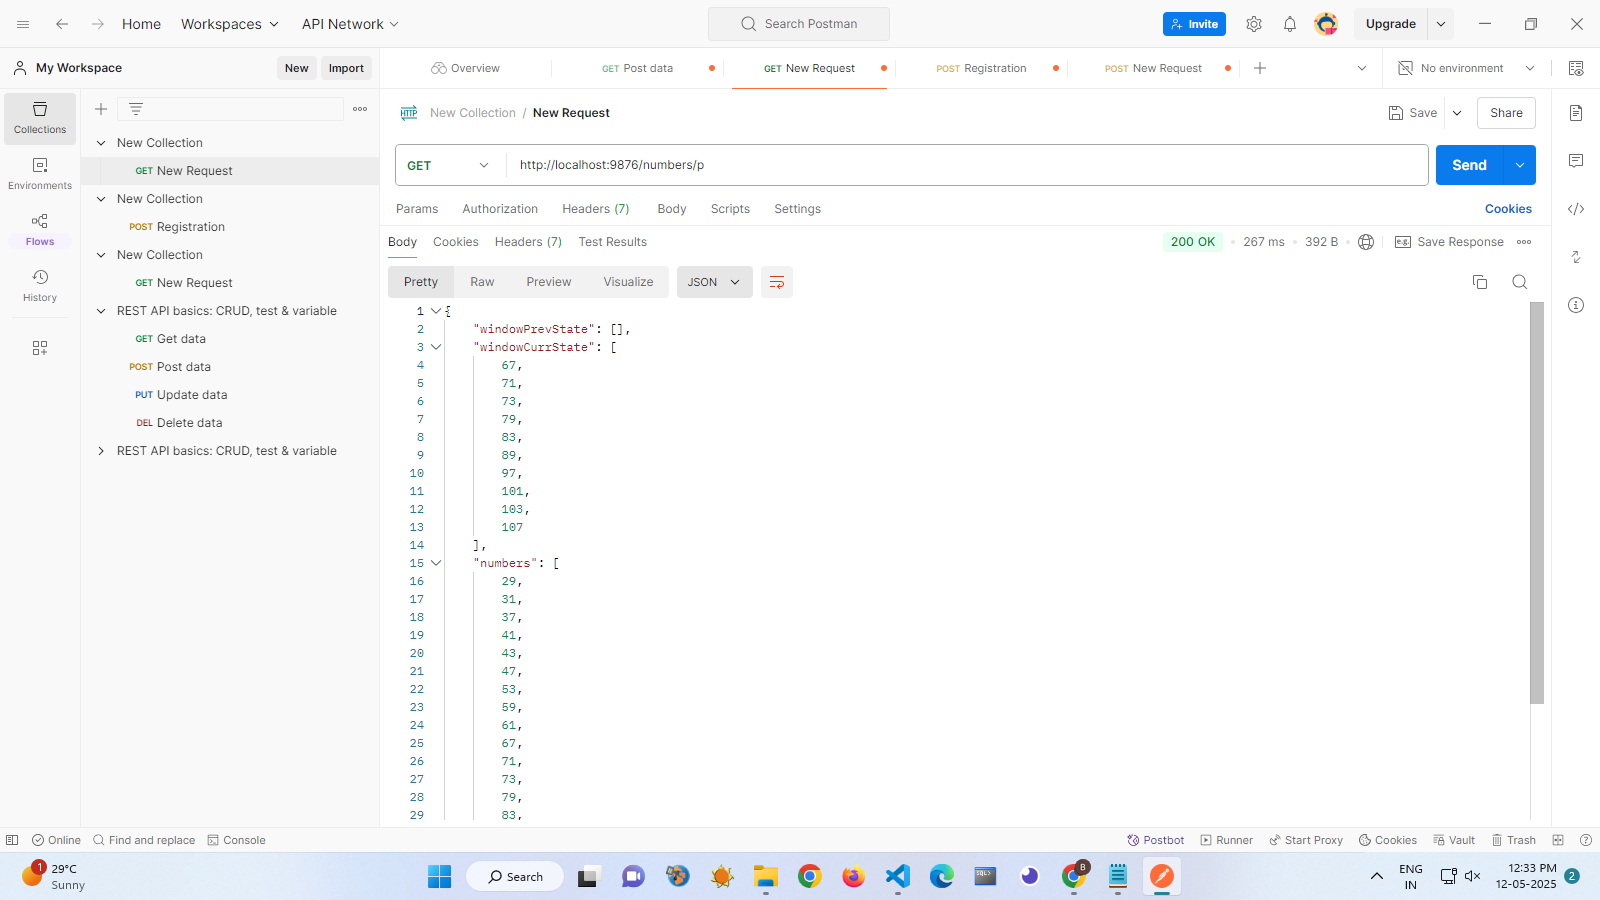 Home
Workspaces
API Network
Search Postman
Invite
Upgrade
My Workspace
New
Import
Overview
GET Post data
GET New Request
POST Registration
POST New Request
No environment
Collections
Environments
Flows
History
New Collection
GET New Request
New Collection
POST Registration
New Collection
GET New Request
REST API basics: CRUD, test & variable
GET Get data
POST Post data
PUT Update data
DEL Delete data
REST API basics: CRUD, test & variable
HTTP New Collection / New Request
Save
Share
GET http://localhost:9876/numbers/p
Send
Params Authorization Headers (7) Body Scripts Settings
Cookies
Body Cookies Headers (7) Test Results
200 OK 267 ms 392 B
e.g. Save Response
Pretty Raw Preview Visualize JSON
1 {
2 "windowPrevState": [],
3 "windowCurrState": [
4 67,
5 71,
6 73,
7 79,
8 83,
9 89,
10 97,
11 101,
12 103,
13 107
14 ],
15 "numbers": [
16 29,
17 31,
18 37,
19 41,
20 43,
21 47,
22 53,
23 59,
24 61,
25 67,
26 71,
27 73,
28 79,
29 83,
Online Find and replace Console
Postbot Runner Start Proxy Cookies Vault Trash
1
29°C
Sunny
Search
SQL>
B
ENG
IN
12:33 PM
12-05-2025
2